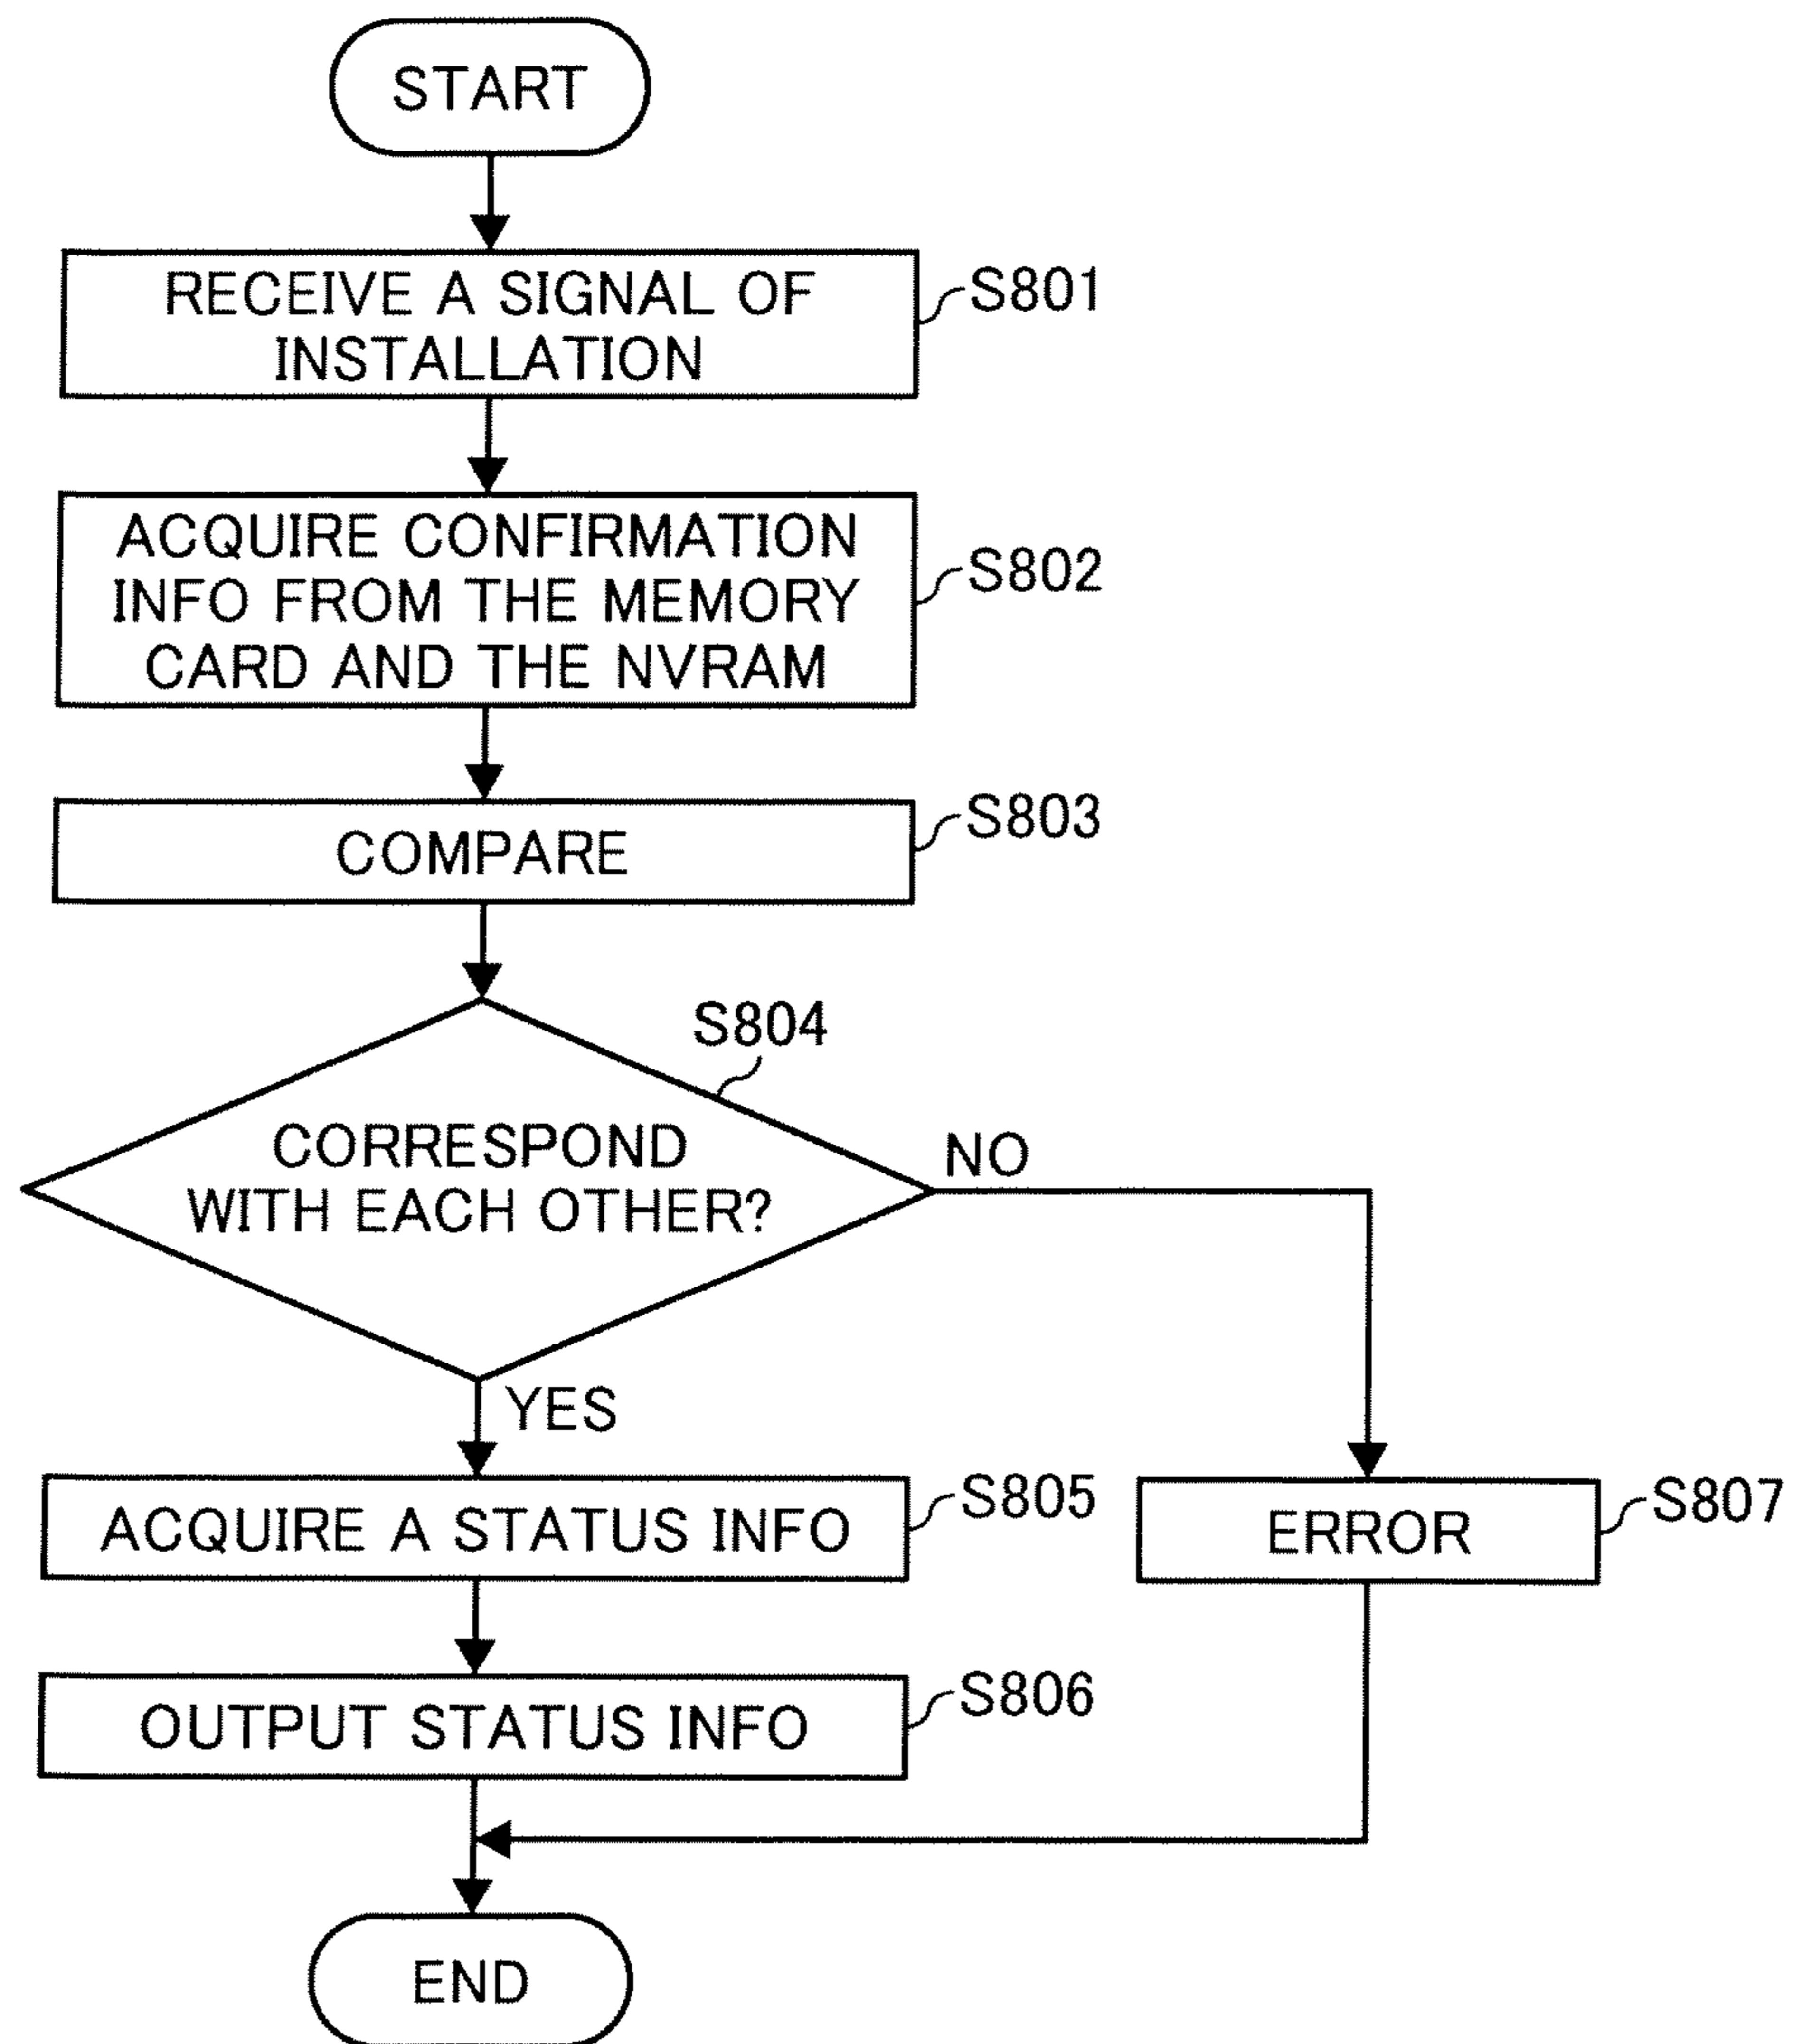 START
RECEIVE A SIGNAL OF
INSTALLATION
S801
ACQUIRE CONFIRMATION
INFO FROM THE MEMORY
CARD AND THE NVRAM
S802
COMPARE
S803
S804
CORRESPOND
WITH EACH OTHER?
NO
YES
ACQUIRE A STATUS INFO
S805
ERROR
S807
OUTPUT STATUS INFO
S806
END